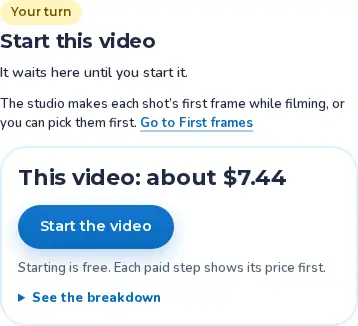 Your turn
Start this video
It waits here until you start it.
The studio makes each shot's first frame while filming, or
you can pick them first. Go to First frames
This video: about $7.44
Start the video
Starting is free. Each paid step shows its price first.
See the breakdown